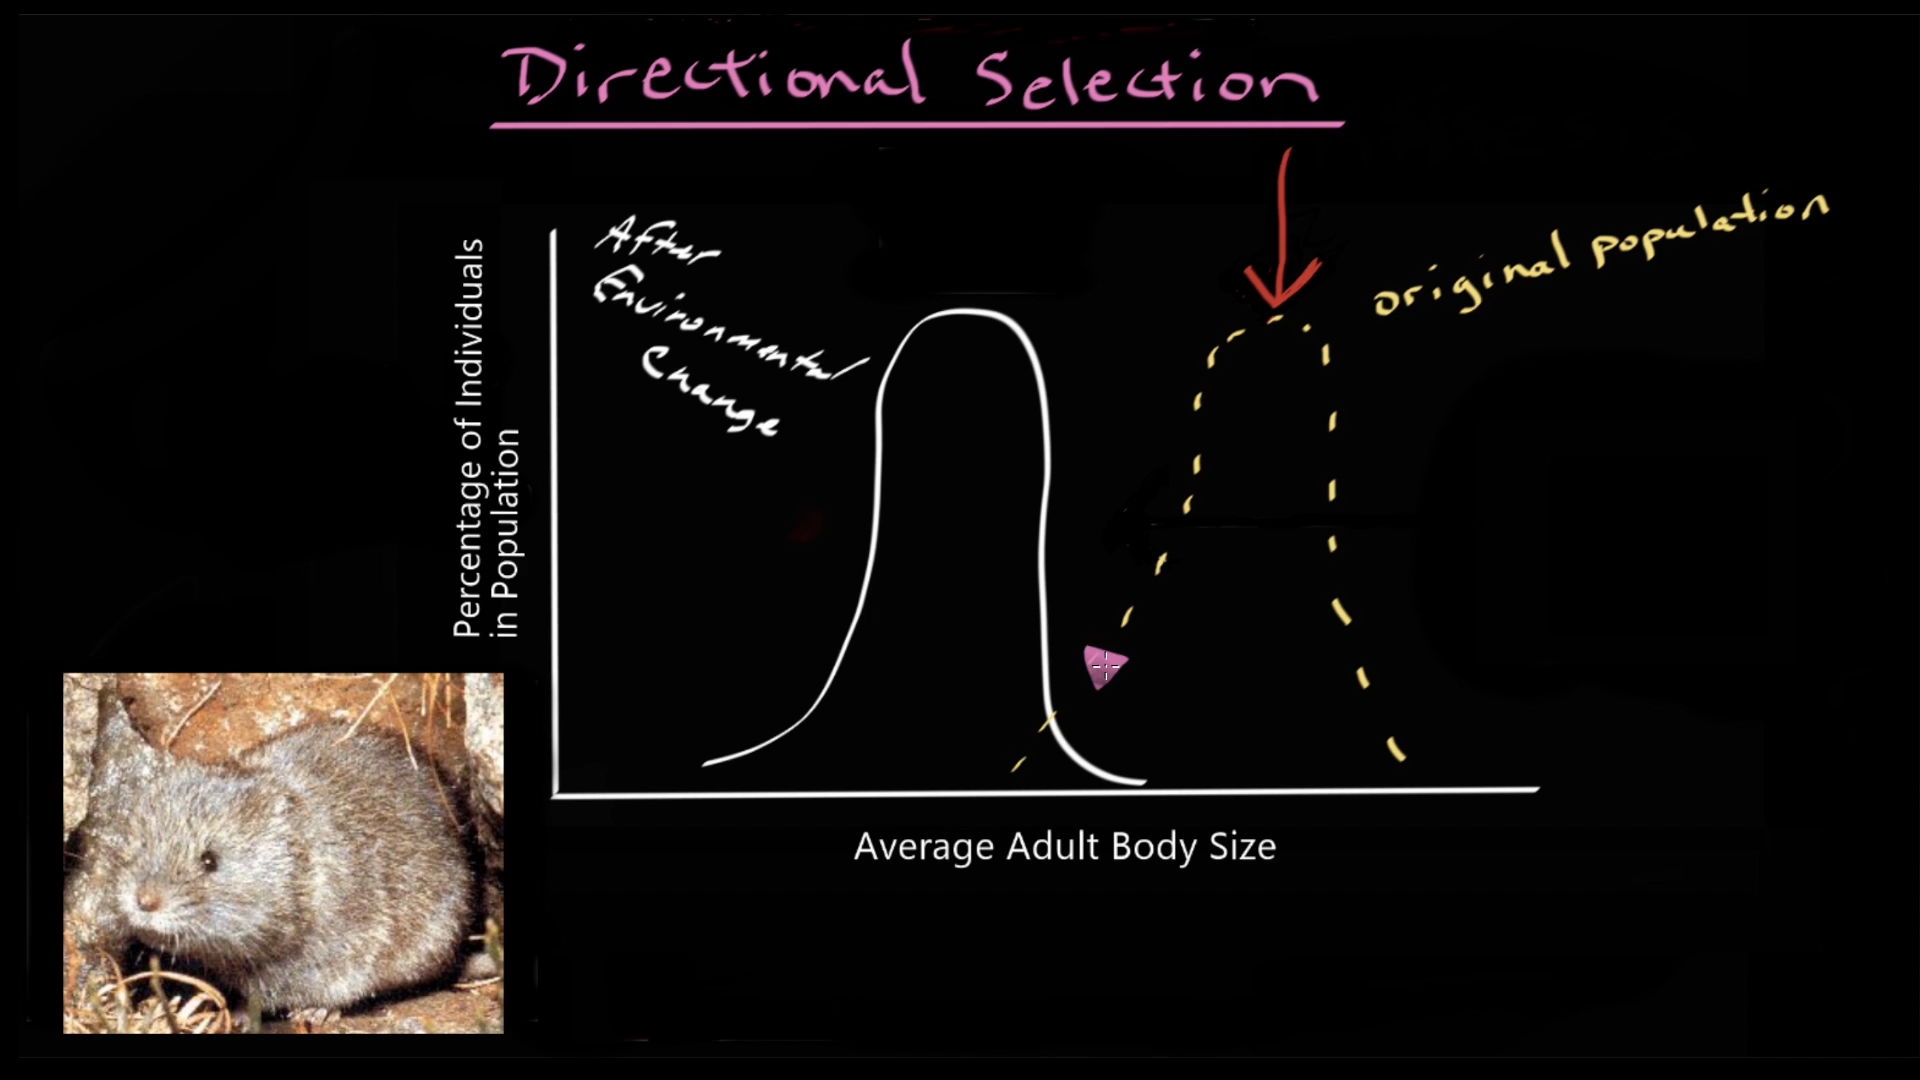 Directional Selection
After
Environmental
Change
original population
Percentage of Individuals
in Population
Average Adult Body Size